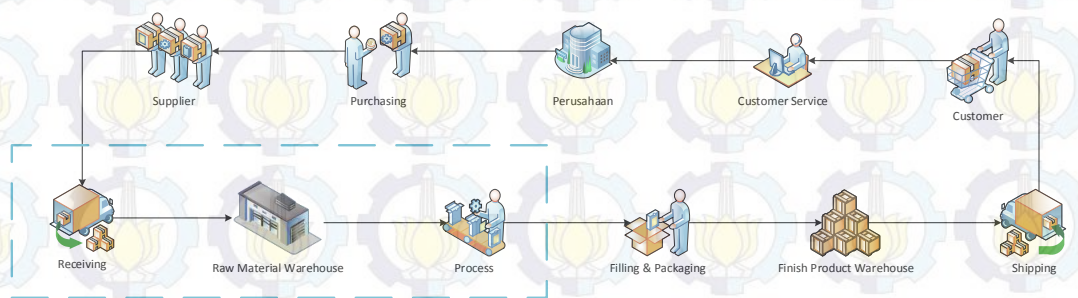 Supplier
Purchasing
Perusahaan
Customer Service
Customer
Receiving
Raw Material Warehouse
Process
Filling & Packaging
Finish Product Warehouse
Shipping